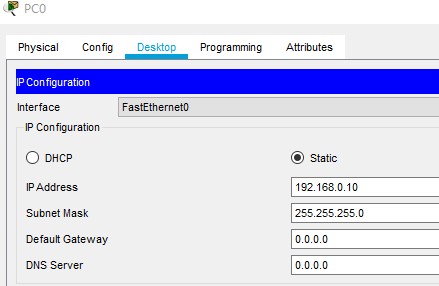 PC0
Physical Config Desktop Programming Attributes
IP Configuration
Interface FastEthernet0
IP Configuration
DHCP Static
IP Address 192.168.0.10
Subnet Mask 255.255.255.0
Default Gateway 0.0.0.0
DNS Server 0.0.0.0